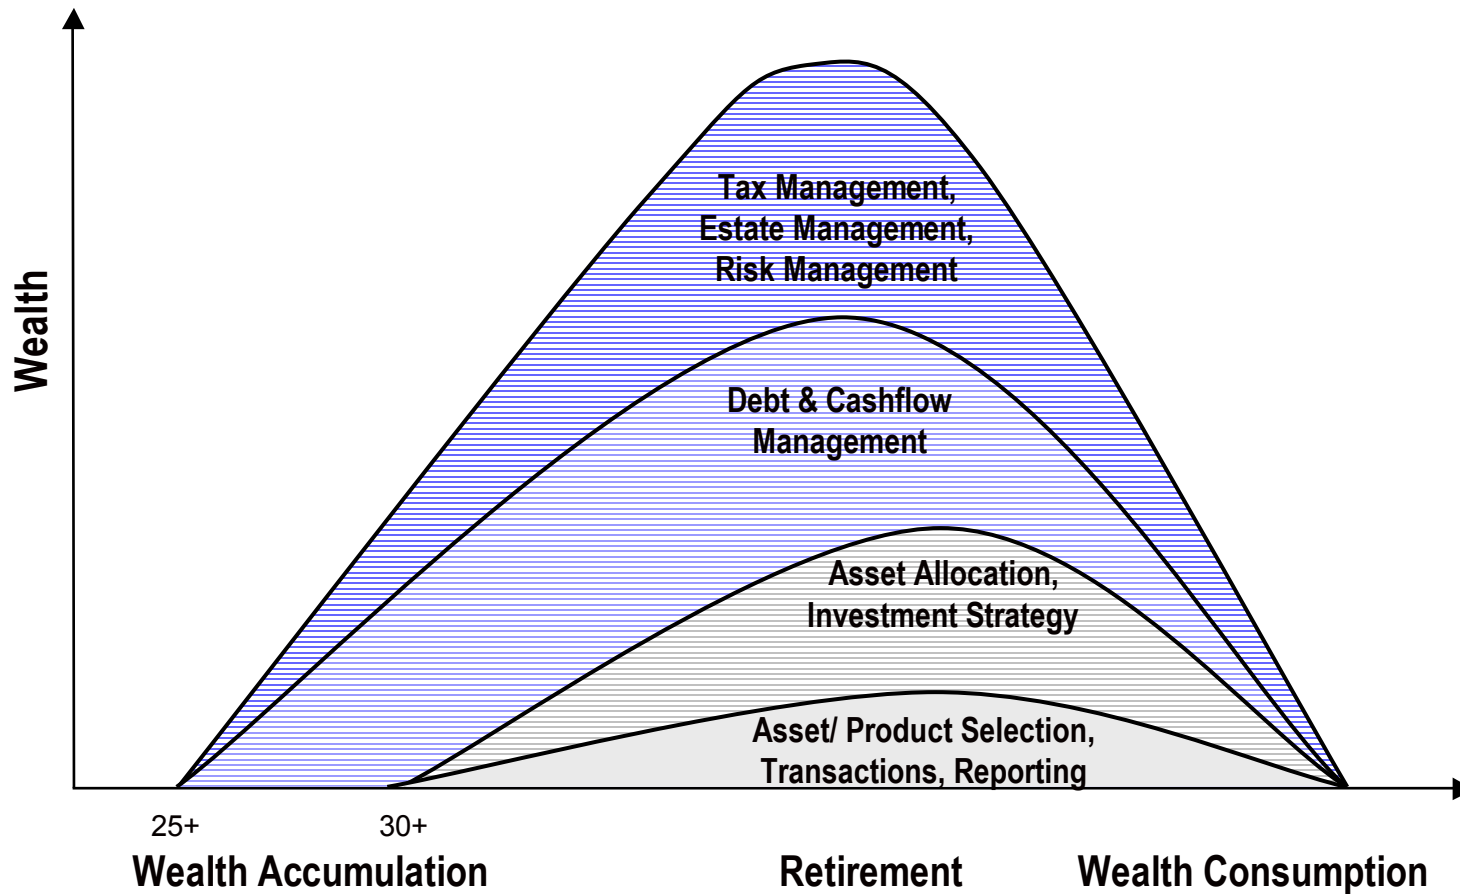 Wealth
Tax Management,
Estate Management,
Risk Management
Debt & Cashflow
Management
Asset Allocation,
Investment Strategy
Asset/ Product Selection,
Transactions, Reporting
25+ 30+
Wealth Accumulation Retirement Wealth Consumption